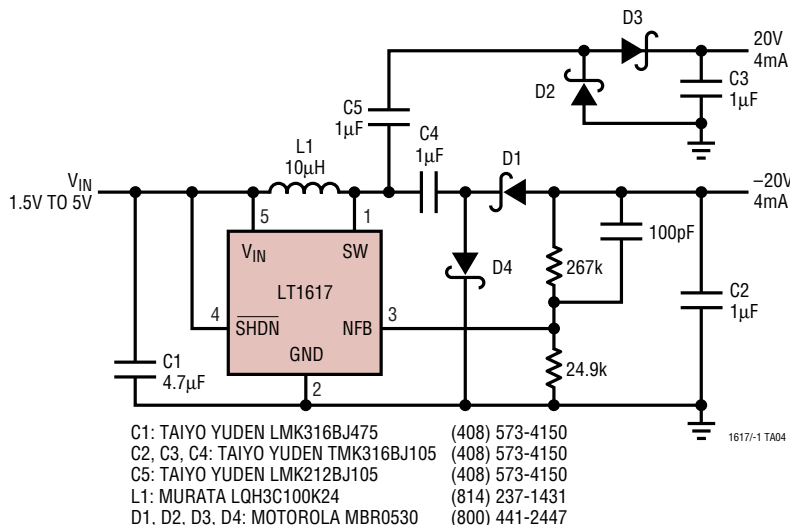 D3
20V
4mA
D2
C3
1µF
C5
1µF
C4
1µF
D1
L1
10µH
VIN
1.5V TO 5V
–20V
4mA
5
1
100pF
VIN
SW
D4
267k
LT1617
C2
1µF
4
SHDN
NFB
3
GND
24.9k
C1
4.7µF
2
C1: TAIYO YUDEN LMK316BJ475 (408) 573-4150
C2, C3, C4: TAIYO YUDEN TMK316BJ105 (408) 573-4150
C5: TAIYO YUDEN LMK212BJ105 (408) 573-4150
L1: MURATA LQH3C100K24 (814) 237-1431
D1, D2, D3, D4: MOTOROLA MBR0530 (800) 441-2447
1617/-1 TA04